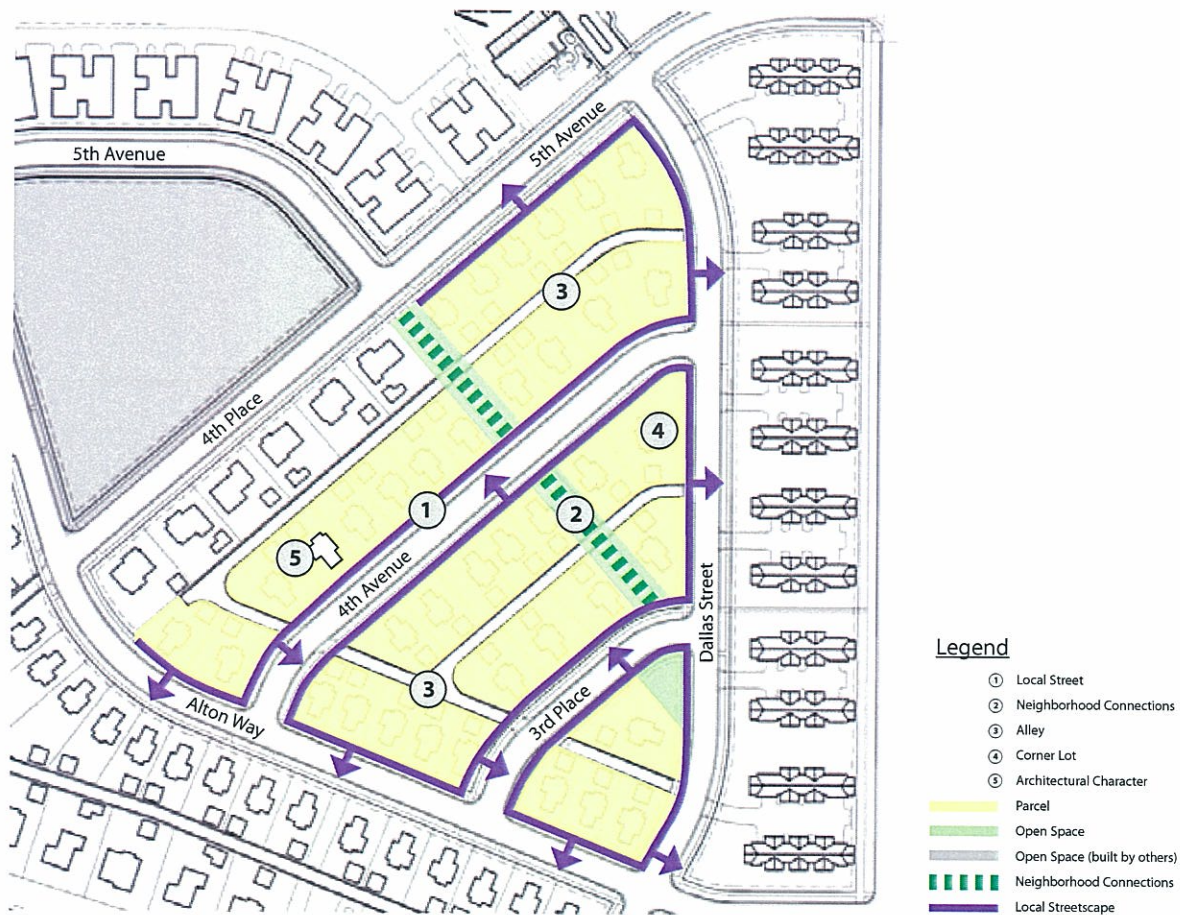 5th Avenue
5th Avenue
3
4th Place
4
1
2
5
4th Avenue
Dallas Street
3
3rd Place
Alton Way
Legend
1 Local Street
2 Neighborhood Connections
3 Alley
4 Corner Lot
5 Architectural Character
Parcel
Open Space
Open Space (built by others)
Neighborhood Connections
Local Streetscape